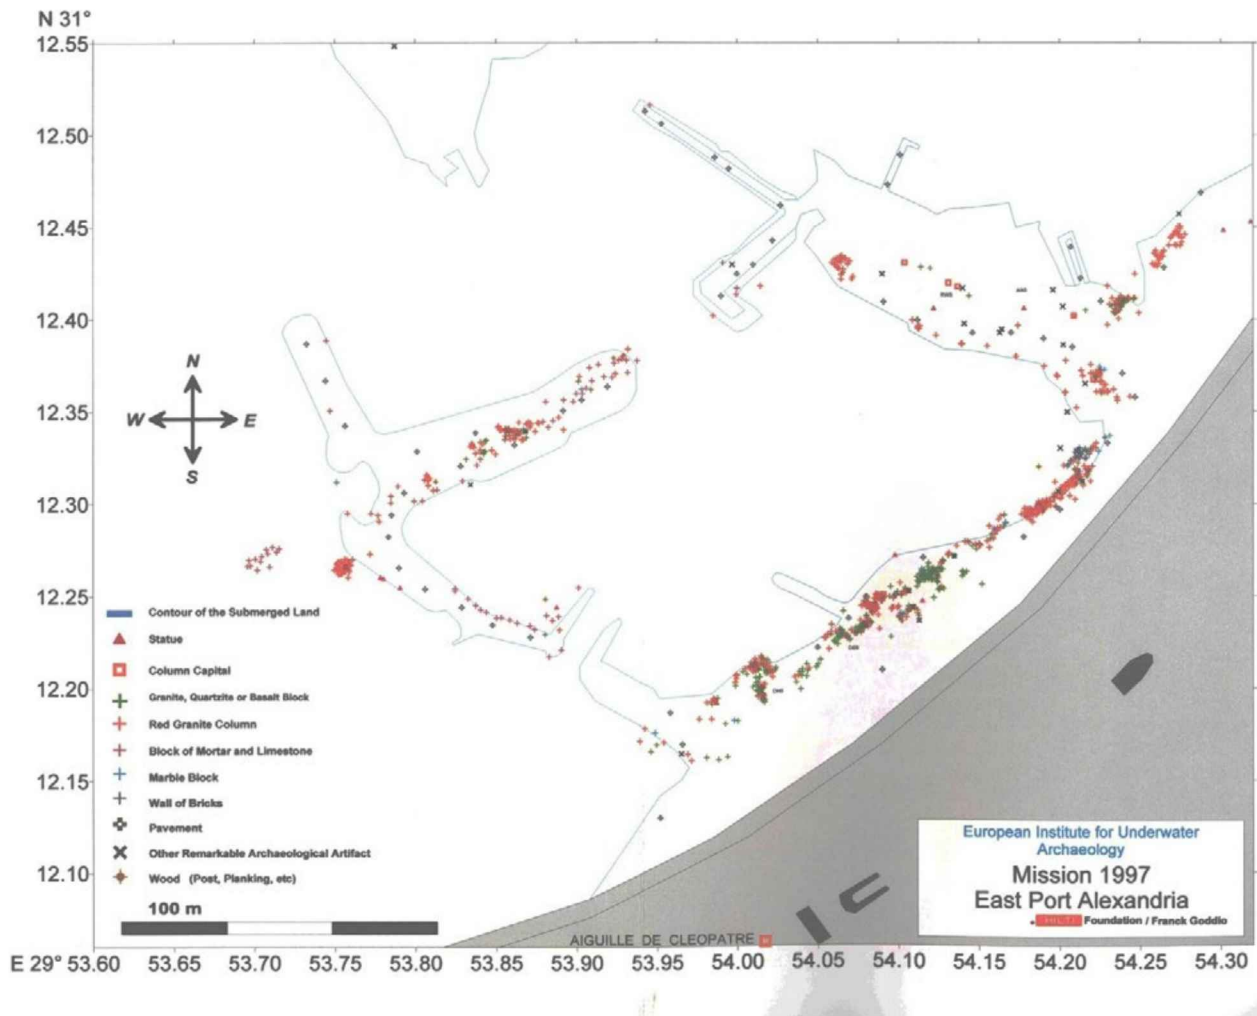 N 31°
12.55
12.50
12.45
12.40
12.35
12.30
12.25
12.20
12.15
12.10
N
W E
S
Contour of the Submerged Land
Statue
Column Capital
Granite, Quartzite or Basalt Block
Red Granite Column
Block of Mortar and Limestone
Marble Block
Wall of Bricks
Pavement
Other Remarkable Archaeological Artifact
Wood (Post, Planking, etc)
100 m
European Institute for Underwater
Archaeology
Mission 1997
East Port Alexandria
HILTI Foundation / Franck Goddio
AIGUILLE DE CLEOPATRE
E 29° 53.60 53.65 53.70 53.75 53.80 53.85 53.90 53.95 54.00 54.05 54.10 54.15 54.20 54.25 54.30